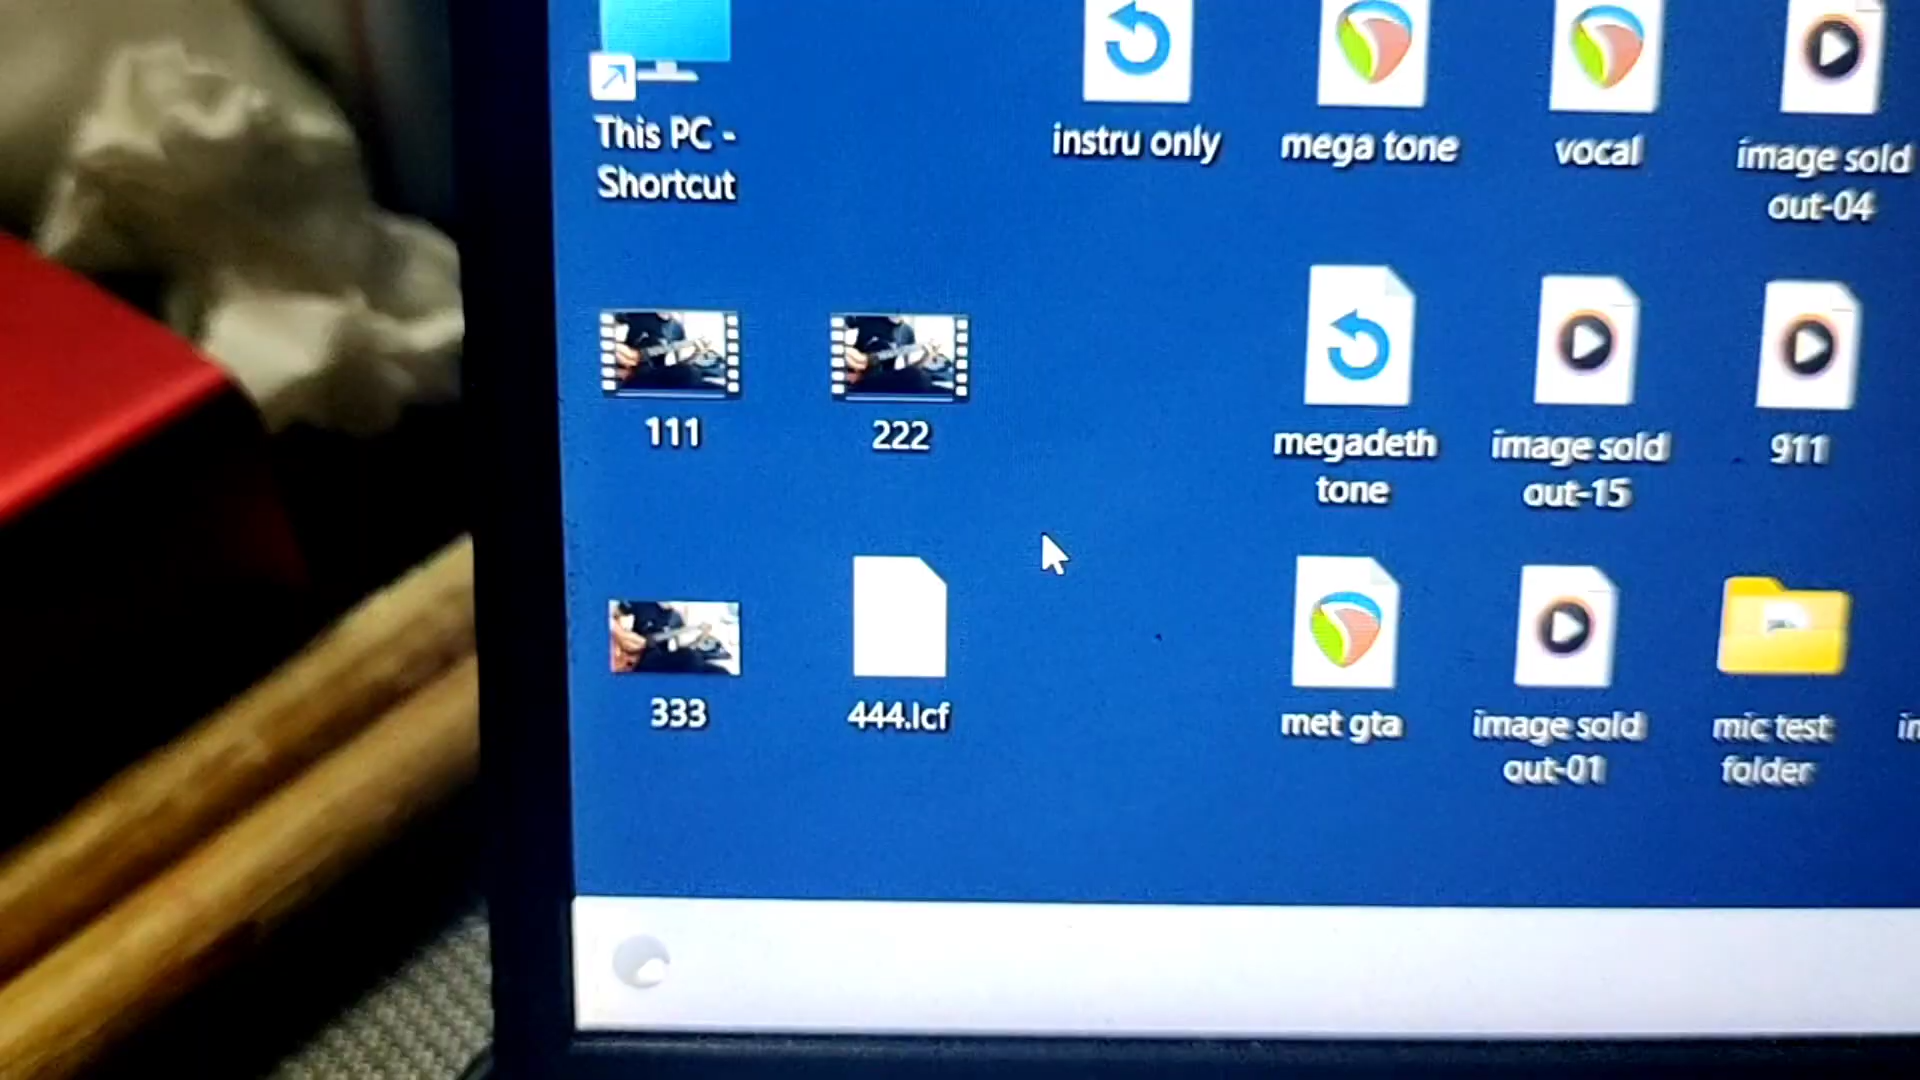 This PC -
Shortcut
instru only
mega tone
vocal
image sold
out-04
111
222
megadeth
tone
image sold
out-15
911
333
444.lcf
met gta
image sold
out-01
mic test
folder